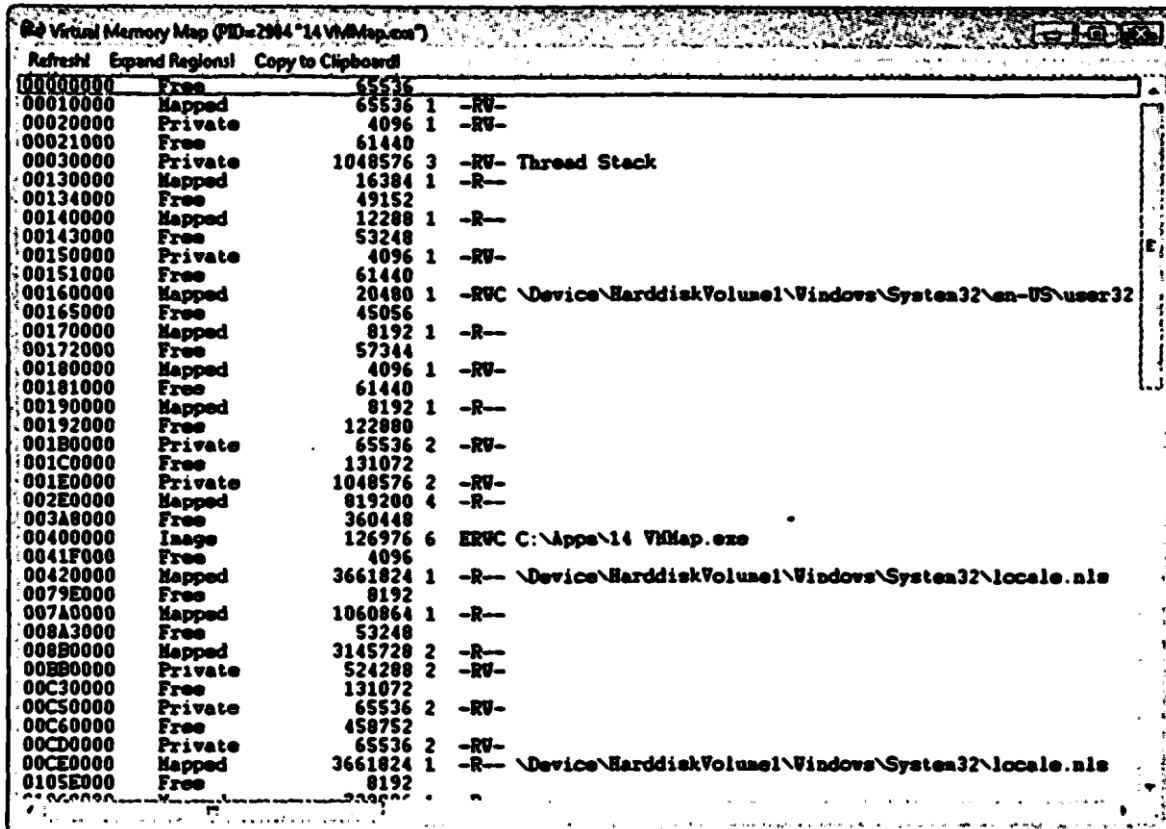 Virtual Memory Map (PID=2984 "14 VMMap.exe")
Refresh! Expand Regions! Copy to Clipboard!
00000000 Free 65536
00010000 Mapped 65536 1 -RW-
00020000 Private 4096 1 -RW-
00021000 Free 61440
00030000 Private 1048576 3 -RW- Thread Stack
00130000 Mapped 16384 1 -R--
00134000 Free 49152
00140000 Mapped 12288 1 -R--
00143000 Free 53248
00150000 Private 4096 1 -RW-
00151000 Free 61440
00160000 Mapped 20480 1 -RWC \Device\HarddiskVolume1\Windows\System32\en-US\user32
00165000 Free 45056
00170000 Mapped 8192 1 -R--
00172000 Free 57344
00180000 Mapped 4096 1 -RW-
00181000 Free 61440
00190000 Mapped 8192 1 -R--
00192000 Free 122880
001B0000 Private 65536 2 -RW-
001C0000 Free 131072
001E0000 Private 1048576 2 -RW-
002E0000 Mapped 819200 4 -R--
003A8000 Free 360448
00400000 Image 126976 6 ERWC C:\Apps\14 VMMap.exe
0041F000 Free 4096
00420000 Mapped 3661824 1 -R-- \Device\HarddiskVolume1\Windows\System32\locale.nls
0079E000 Free 8192
007A0000 Mapped 1060864 1 -R--
008A3000 Free 53248
008B0000 Mapped 3145728 2 -R--
00BB0000 Private 524288 2 -RW-
00C30000 Free 131072
00C50000 Private 65536 2 -RW-
00C60000 Free 458752
00CD0000 Private 65536 2 -RW-
00CE0000 Mapped 3661824 1 -R-- \Device\HarddiskVolume1\Windows\System32\locale.nls
0105E000 Free 8192